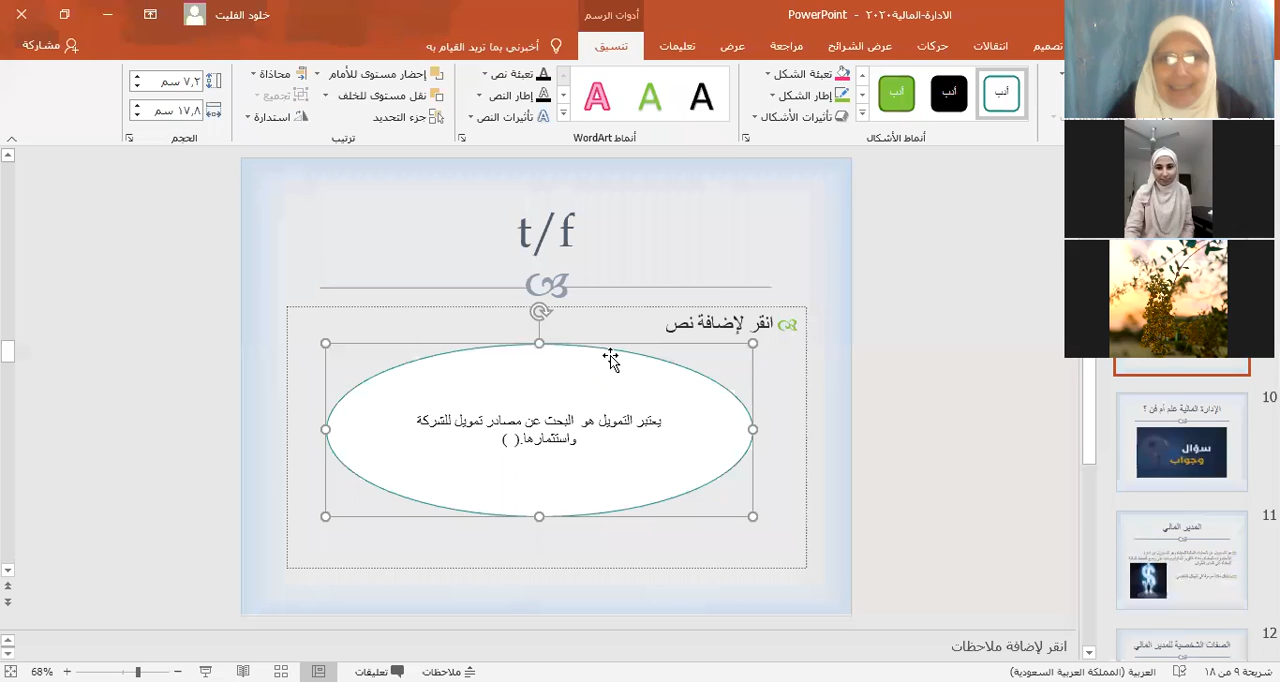 خلود الفليت
الادارة-المالية٢٠٢٠ - PowerPoint
أدوات الرسم
تصميم
انتقالات
حركات
عرض الشرائح
مراجعة
عرض
تعليمات
تنسيق
أخبرني بما تريد القيام به
مشاركة
أبت
أبت
أبت
تعبئة الشكل
إطار الشكل
تأثيرات الأشكال
أنماط الأشكال
A A A
تعبئة نص
إطار النص
تأثيرات النص
أنماط WordArt
إحضار مستوى للأمام
نقل مستوى للخلف
جزء التحديد
محاذاة
تجميع
استدارة
ترتيب
٧,٢ سم
١٧,٨ سم
الحجم
t/f
انقر لإضافة نص
يعتبر التمويل هو البحث عن مصادر تمويل للشركة
واستثمارها.( )
10
الإدارة المالية علم أم فن ؟
سؤال
وجواب
11
المدير المالي
12
الصفات الشخصية للمدير المالي
انقر لإضافة ملاحظات
شريحة ٩ من ١٨
العربية (المملكة العربية السعودية)
ملاحظات
تعليقات
68%